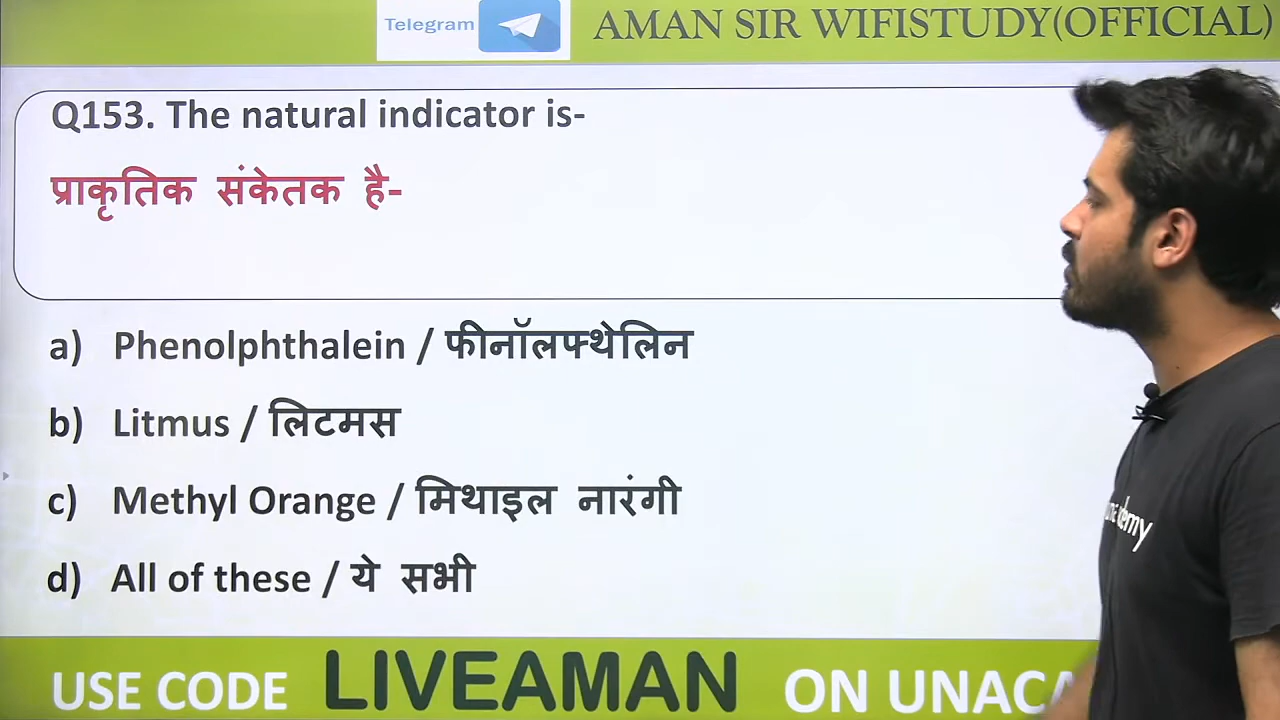 Telegram
AMAN SIR WIFISTUDY(OFFICIAL)
Q153. The natural indicator is-
प्राकृतिक संकेतक है-
a) Phenolphthalein / फीनॉलफ्थेलिन
b) Litmus / लिटमस
c) Methyl Orange / मिथाइल नारंगी
d) All of these / ये सभी
USE CODE LIVEAMAN ON UNACA